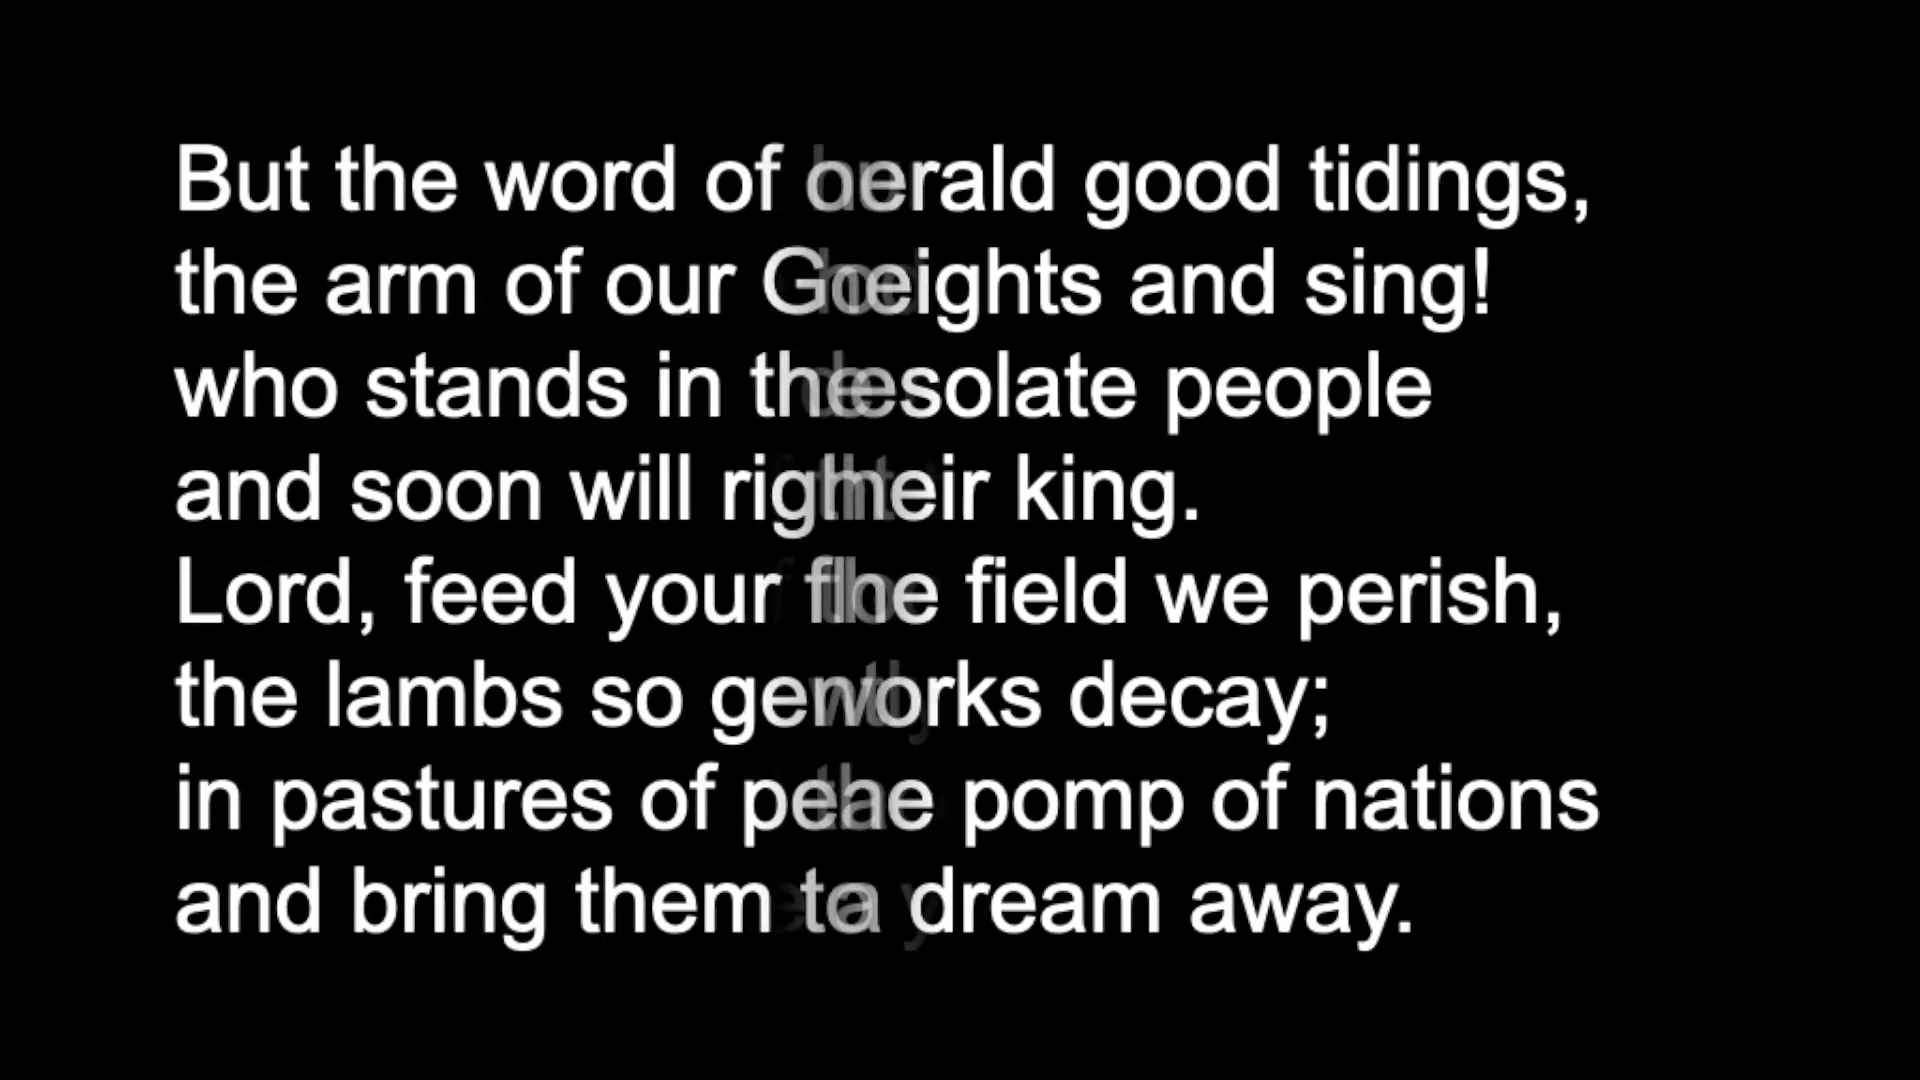 But the word of good tidings,
the arm of our and sing!
who stands in people
and soon will king.
Lord, feed your field we perish,
the lambs so decay;
in pastures of pomp of nations
and bring them dream away.